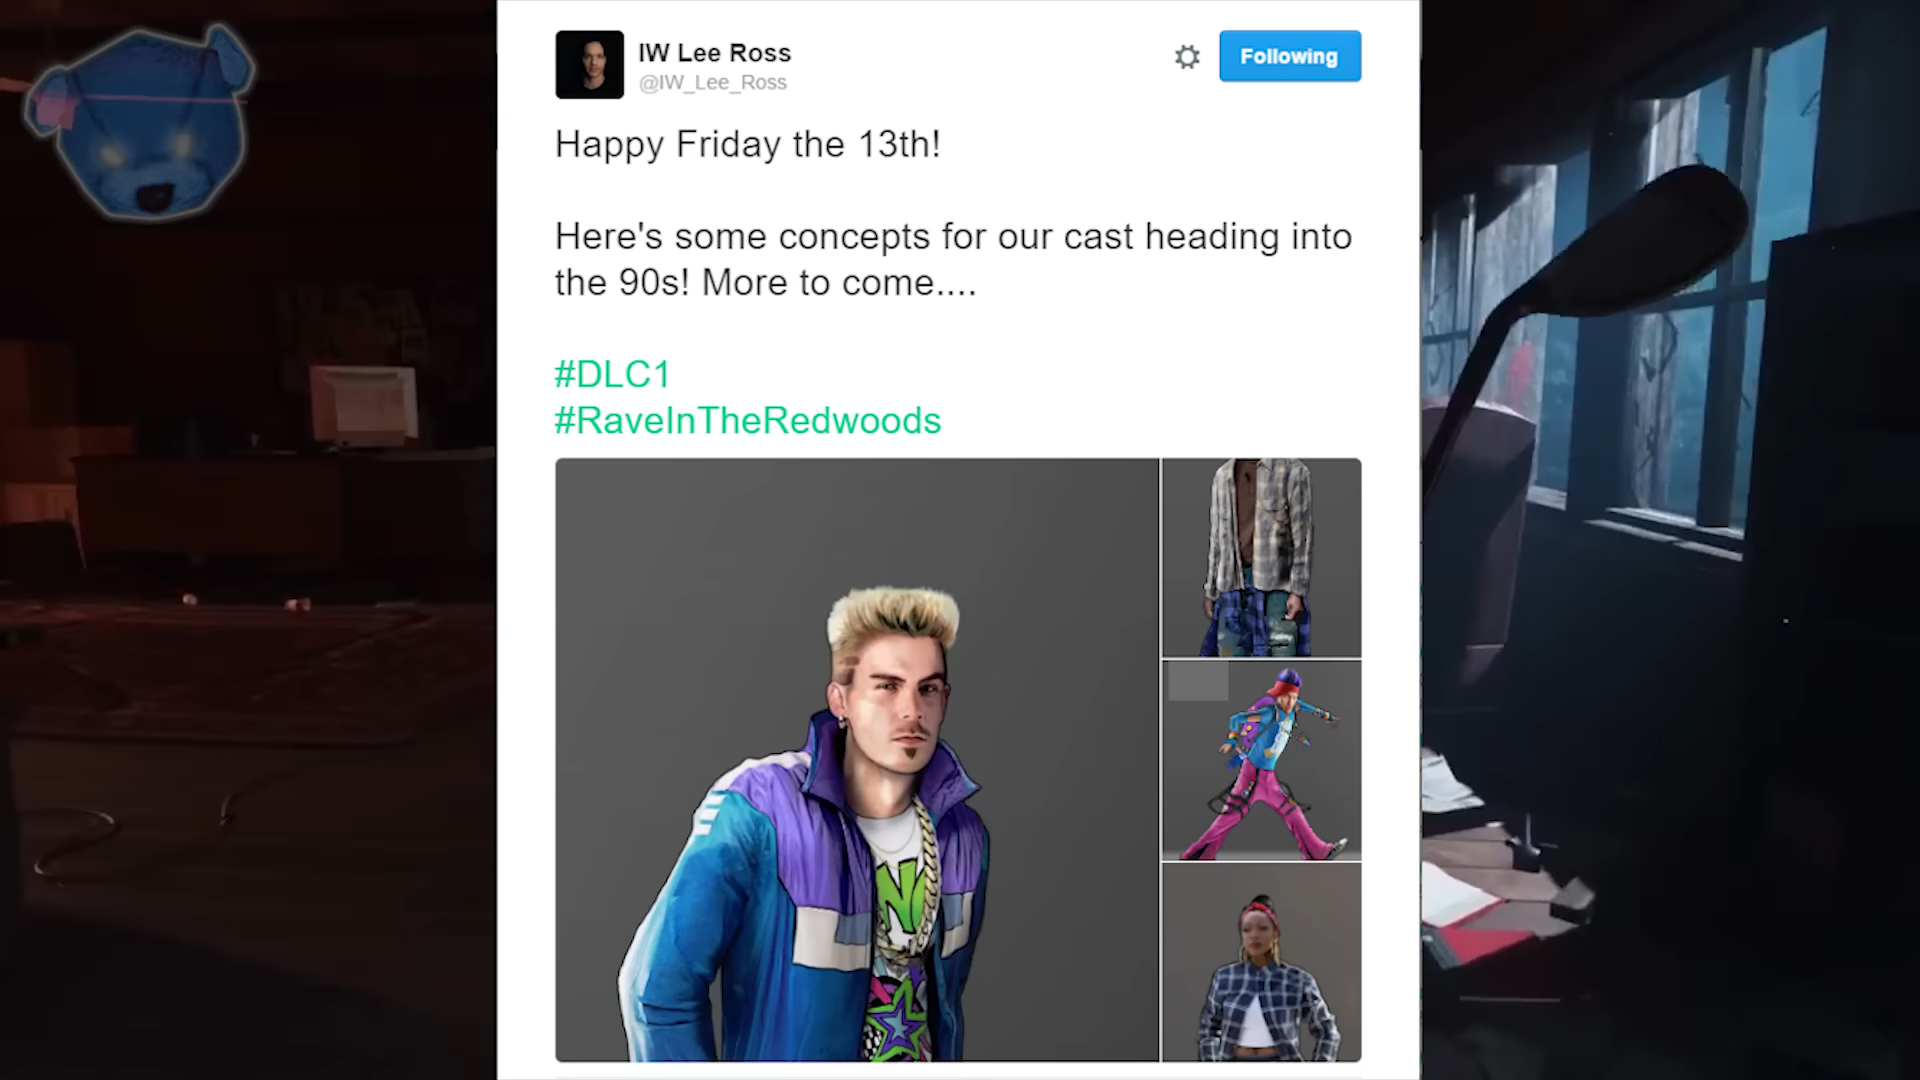 IW Lee Ross
@IW_Lee_Ross
Following
Happy Friday the 13th!
Here's some concepts for our cast heading into
the 90s! More to come....
#DLC1
#RaveInTheRedwoods